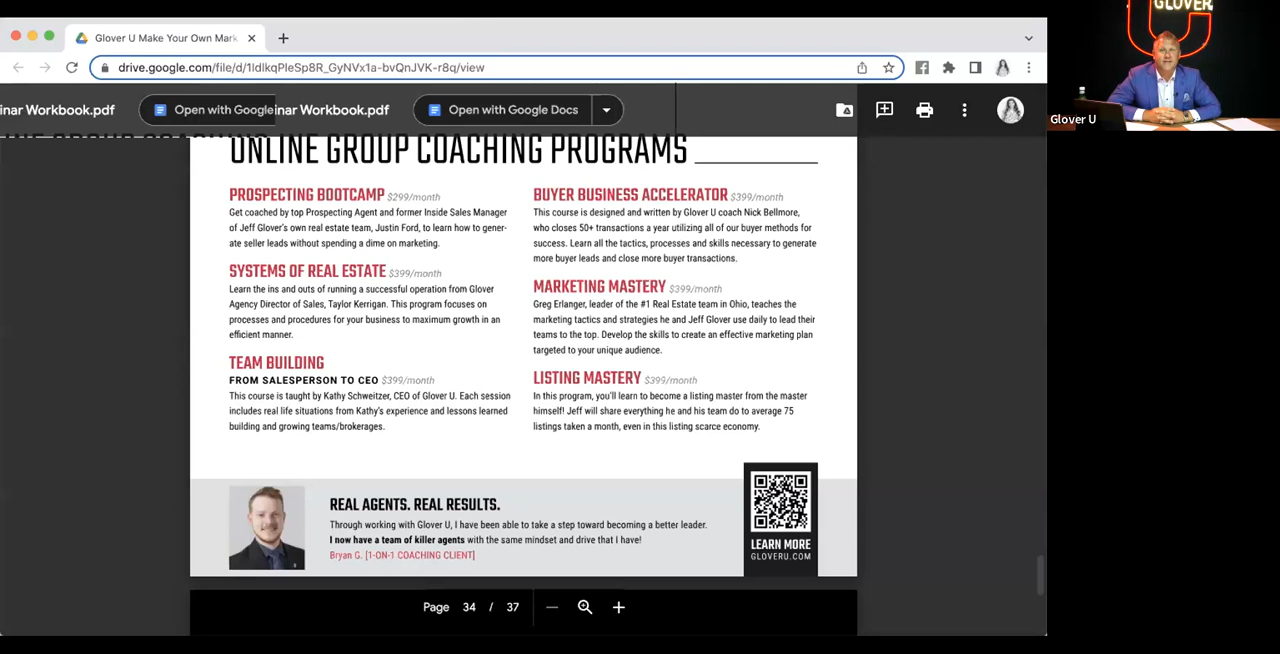 Glover U Make Your Own Mark
drive.google.com/file/d/1ldlkqPleSp8R_GyNVx1a-bvQnJVK-r8q/view
inar Workbook.pdf
Open with Google
inar Workbook.pdf
Open with Google Docs
ONLINE GROUP COACHING PROGRAMS
PROSPECTING BOOTCAMP $299/month
Get coached by top Prospecting Agent and former Inside Sales Manager
of Jeff Glover's own real estate team, Justin Ford, to learn how to gener-
ate seller leads without spending a dime on marketing.
SYSTEMS OF REAL ESTATE $399/month
Learn the ins and outs of running a successful operation from Glover
Agency Director of Sales, Taylor Kerrigan. This program focuses on
processes and procedures for your business to maximum growth in an
efficient manner.
TEAM BUILDING
FROM SALESPERSON TO CEO $399/month
This course is taught by Kathy Schweitzer, CEO of Glover U. Each session
includes real life situations from Kathy's experience and lessons learned
building and growing teams/brokerages.
BUYER BUSINESS ACCELERATOR $399/month
This course is designed and written by Glover U coach Nick Bellmore,
who closes 50+ transactions a year utilizing all of our buyer methods for
success. Learn all the tactics, processes and skills necessary to generate
more buyer leads and close more buyer transactions.
MARKETING MASTERY $399/month
Greg Erlanger, leader of the #1 Real Estate team in Ohio, teaches the
marketing tactics and strategies he and Jeff Glover use daily to lead their
teams to the top. Develop the skills to create an effective marketing plan
targeted to your unique audience.
LISTING MASTERY $399/month
In this program, you'll learn to become a listing master from the master
himself! Jeff will share everything he and his team do to average 75
listings taken a month, even in this listing scarce economy.
REAL AGENTS. REAL RESULTS.
Through working with Glover U, I have been able to take a step toward becoming a better leader.
I now have a team of killer agents with the same mindset and drive that I have!
Bryan G. [1-ON-1 COACHING CLIENT]
LEARN MORE
GLOVERU.COM
Page 34 / 37
GLOVER
U
Glover U